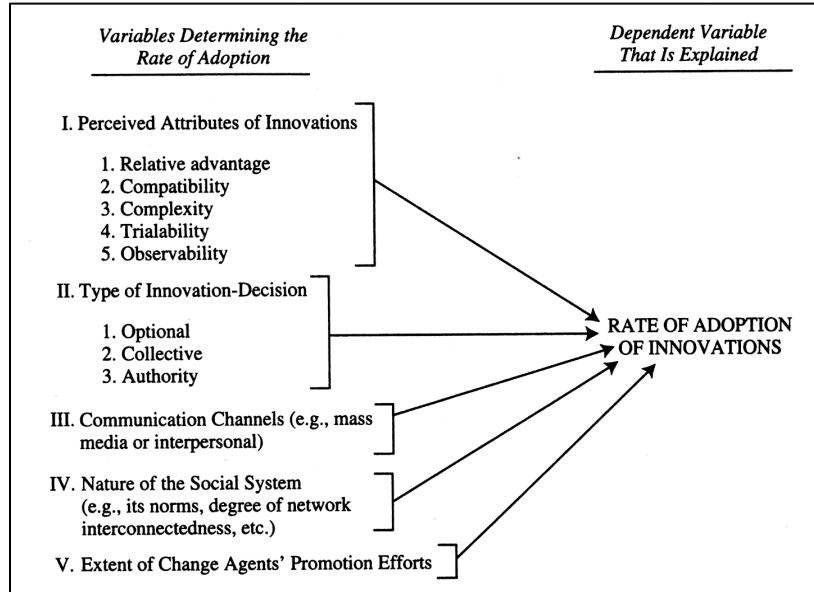 Variables Determining the
Rate of Adoption
Dependent Variable
That Is Explained
I. Perceived Attributes of Innovations
1. Relative advantage
2. Compatibility
3. Complexity
4. Trialability
5. Observability
II. Type of Innovation-Decision
1. Optional
2. Collective
3. Authority
III. Communication Channels (e.g., mass
media or interpersonal)
IV. Nature of the Social System
(e.g., its norms, degree of network
interconnectedness, etc.)
V. Extent of Change Agents' Promotion Efforts
RATE OF ADOPTION
OF INNOVATIONS